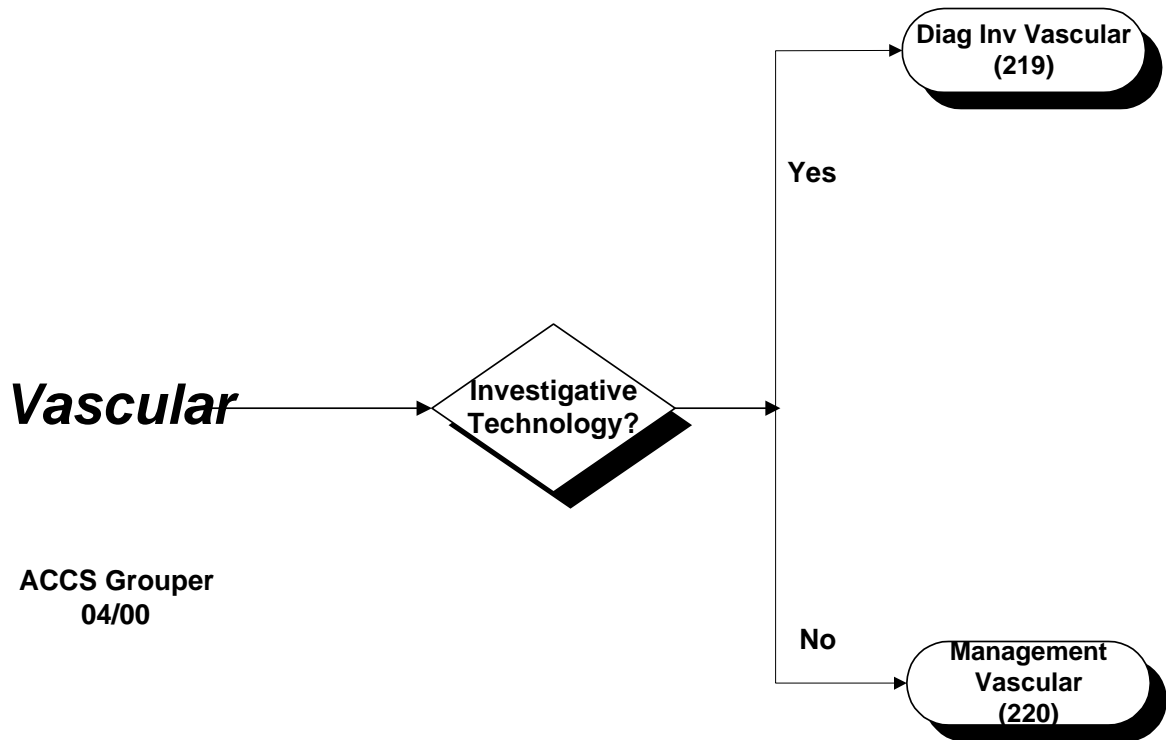 Diag Inv Vascular
(219)
Yes
Vascular
Investigative
Technology?
ACCS Grouper
04/00
No
Management
Vascular
(220)